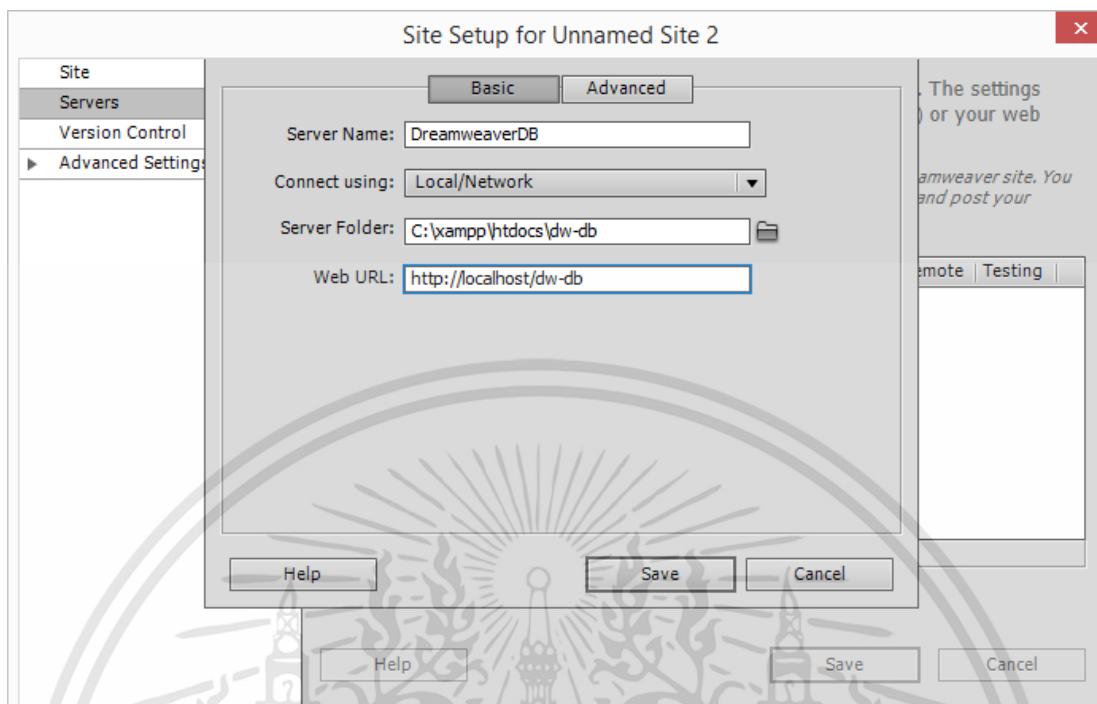 Site Setup for Unnamed Site 2
Site
Servers
Version Control
Advanced Settings
Basic
Advanced
Server Name: DreamweaverDB
Connect using: Local/Network
Server Folder: C:\xampp\htdocs\dw-db
Web URL: http://localhost/dw-db
Help
Save
Cancel
. The settings
) or your web
amweaver site. You
and post your
emote Testing
Help
Save
Cancel